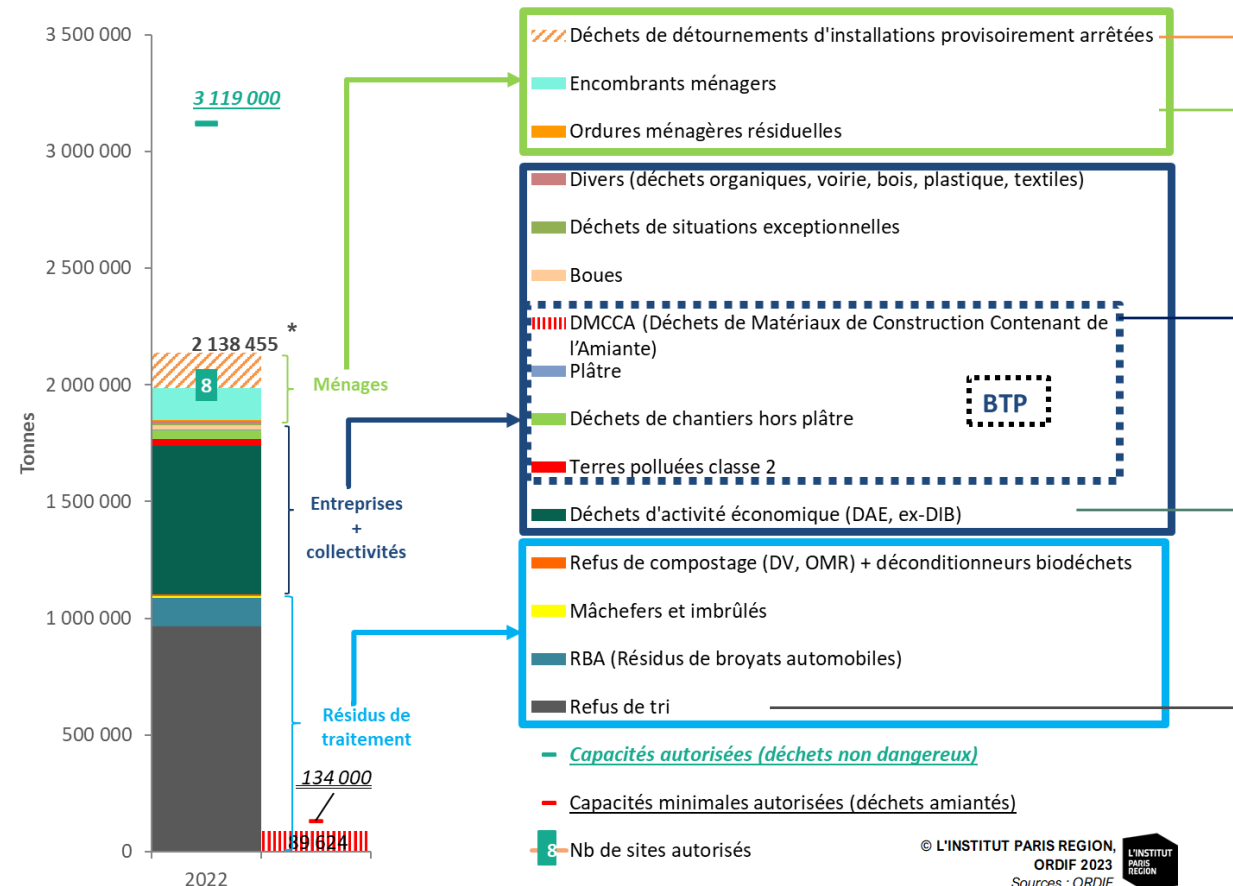 3 500 000
3 000 000
2 500 000
2 000 000
1 500 000
1 000 000
500 000
0
Tonnes
2022
3 119 000
2 138 455
*
8
Ménages
Entreprises
+
collectivités
Résidus de
traitement
134 000
89 624
Déchets de détournements d'installations provisoirement arrêtées
Encombrants ménagers
Ordures ménagères résiduelles
Divers (déchets organiques, voirie, bois, plastique, textiles)
Déchets de situations exceptionnelles
Boues
DMCCA (Déchets de Matériaux de Construction Contenant de
l'Amiante)
Plâtre
BTP
Déchets de chantiers hors plâtre
Terres polluées classe 2
Déchets d'activité économique (DAE, ex-DIB)
Refus de compostage (DV, OMR) + déconditionneurs biodéchets
Mâchefers et imbrûlés
RBA (Résidus de broyats automobiles)
Refus de tri
Capacités autorisées (déchets non dangereux)
Capacités minimales autorisées (déchets amiantés)
8 Nb de sites autorisés
© L'INSTITUT PARIS REGION,
ORDIF 2023
Sources : ORDIF
L'INSTITUT
PARIS
REGION